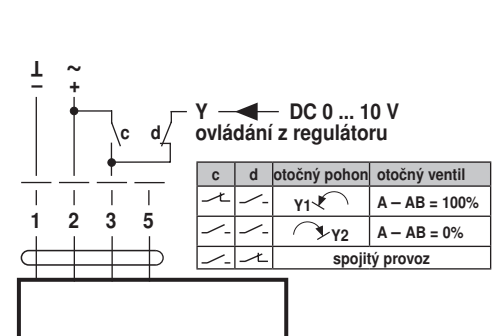 ⊥ ~
– +
Y DC 0 ... 10 V
c d ovládání z regulátoru
c d otočný pohon otočný ventil
Y1 A – AB = 100%
Y2 A – AB = 0%
spojitý provoz
1 2 3 5